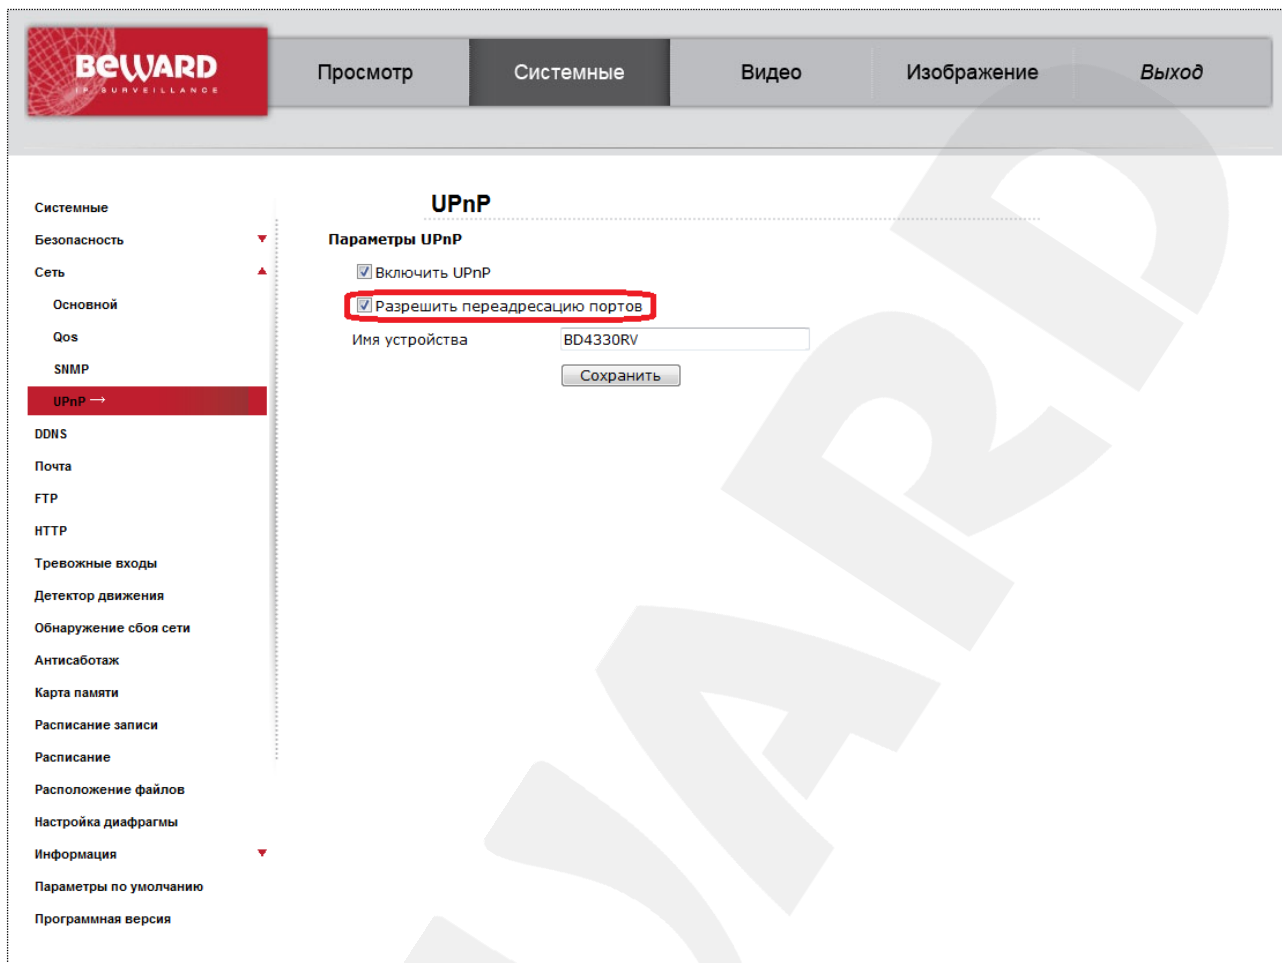 BEWARD
IP SURVEILLANCE
Просмотр
Системные
Видео
Изображение
Выход
UPnP
Системные
Безопасность
Параметры UPnP
Сеть
Включить UPnP
Основной
Разрешить переадресацию портов
Qos
Имя устройства
BD4330RV
SNMP
Сохранить
UPnP →
DDNS
Почта
FTP
HTTP
Тревожные входы
Детектор движения
Обнаружение сбоя сети
Антисаботаж
Карта памяти
Расписание записи
Расписание
Расположение файлов
Настройка диафрагмы
Информация
Параметры по умолчанию
Программная версия